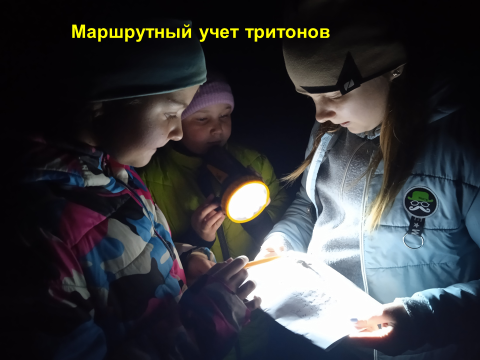 Маршрутный учет тритонов